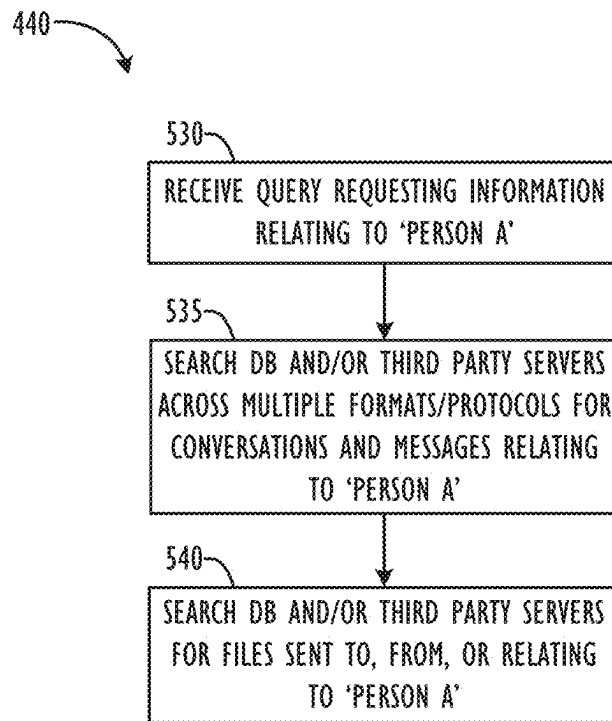 440
530
RECEIVE QUERY REQUESTING INFORMATION
RELATING TO ‘PERSON A’
535
SEARCH DB AND/OR THIRD PARTY SERVERS
ACROSS MULTIPLE FORMATS/PROTOCOLS FOR
CONVERSATIONS AND MESSAGES RELATING
TO ‘PERSON A’
540
SEARCH DB AND/OR THIRD PARTY SERVERS
FOR FILES SENT TO, FROM, OR RELATING
TO ‘PERSON A’